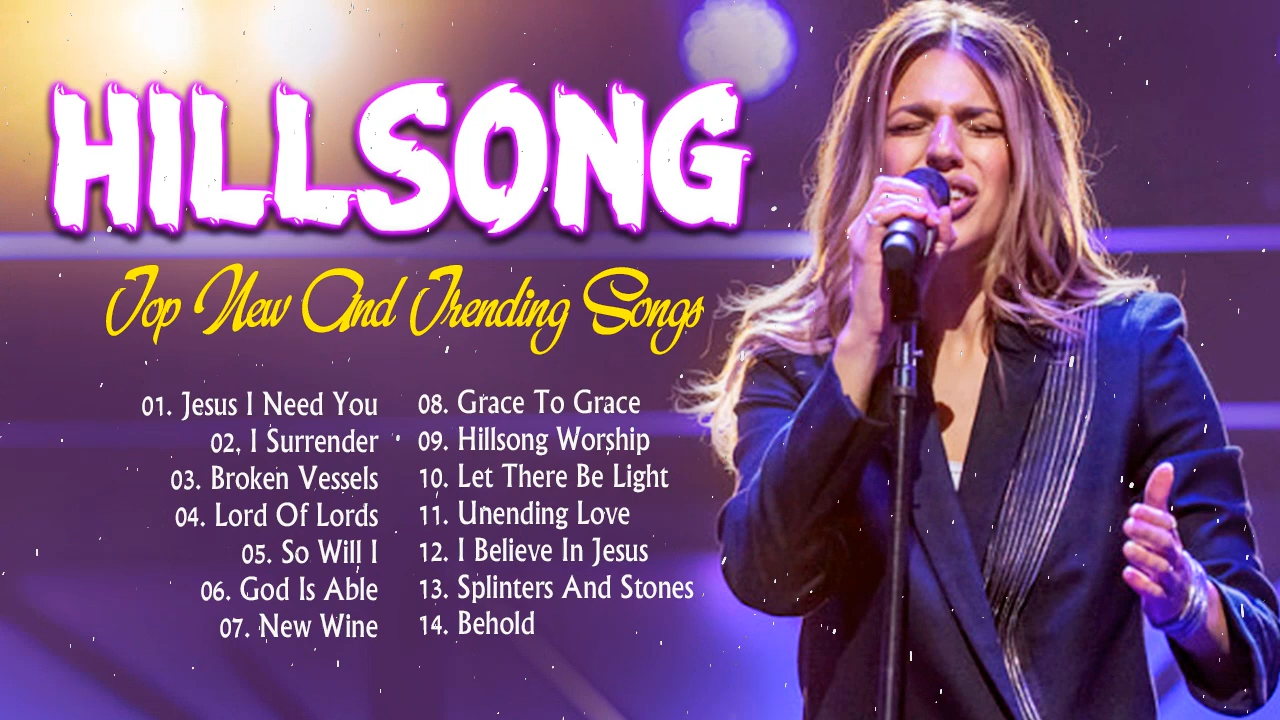 HILLSONG
Top New And Trending Songs
01. Jesus I Need You
02. I Surrender
03. Broken Vessels
04. Lord Of Lords
05. So Will I
06. God Is Able
07. New Wine
08. Grace To Grace
09. Hillsong Worship
10. Let There Be Light
11. Unending Love
12. I Believe In Jesus
13. Splinters And Stones
14. Behold